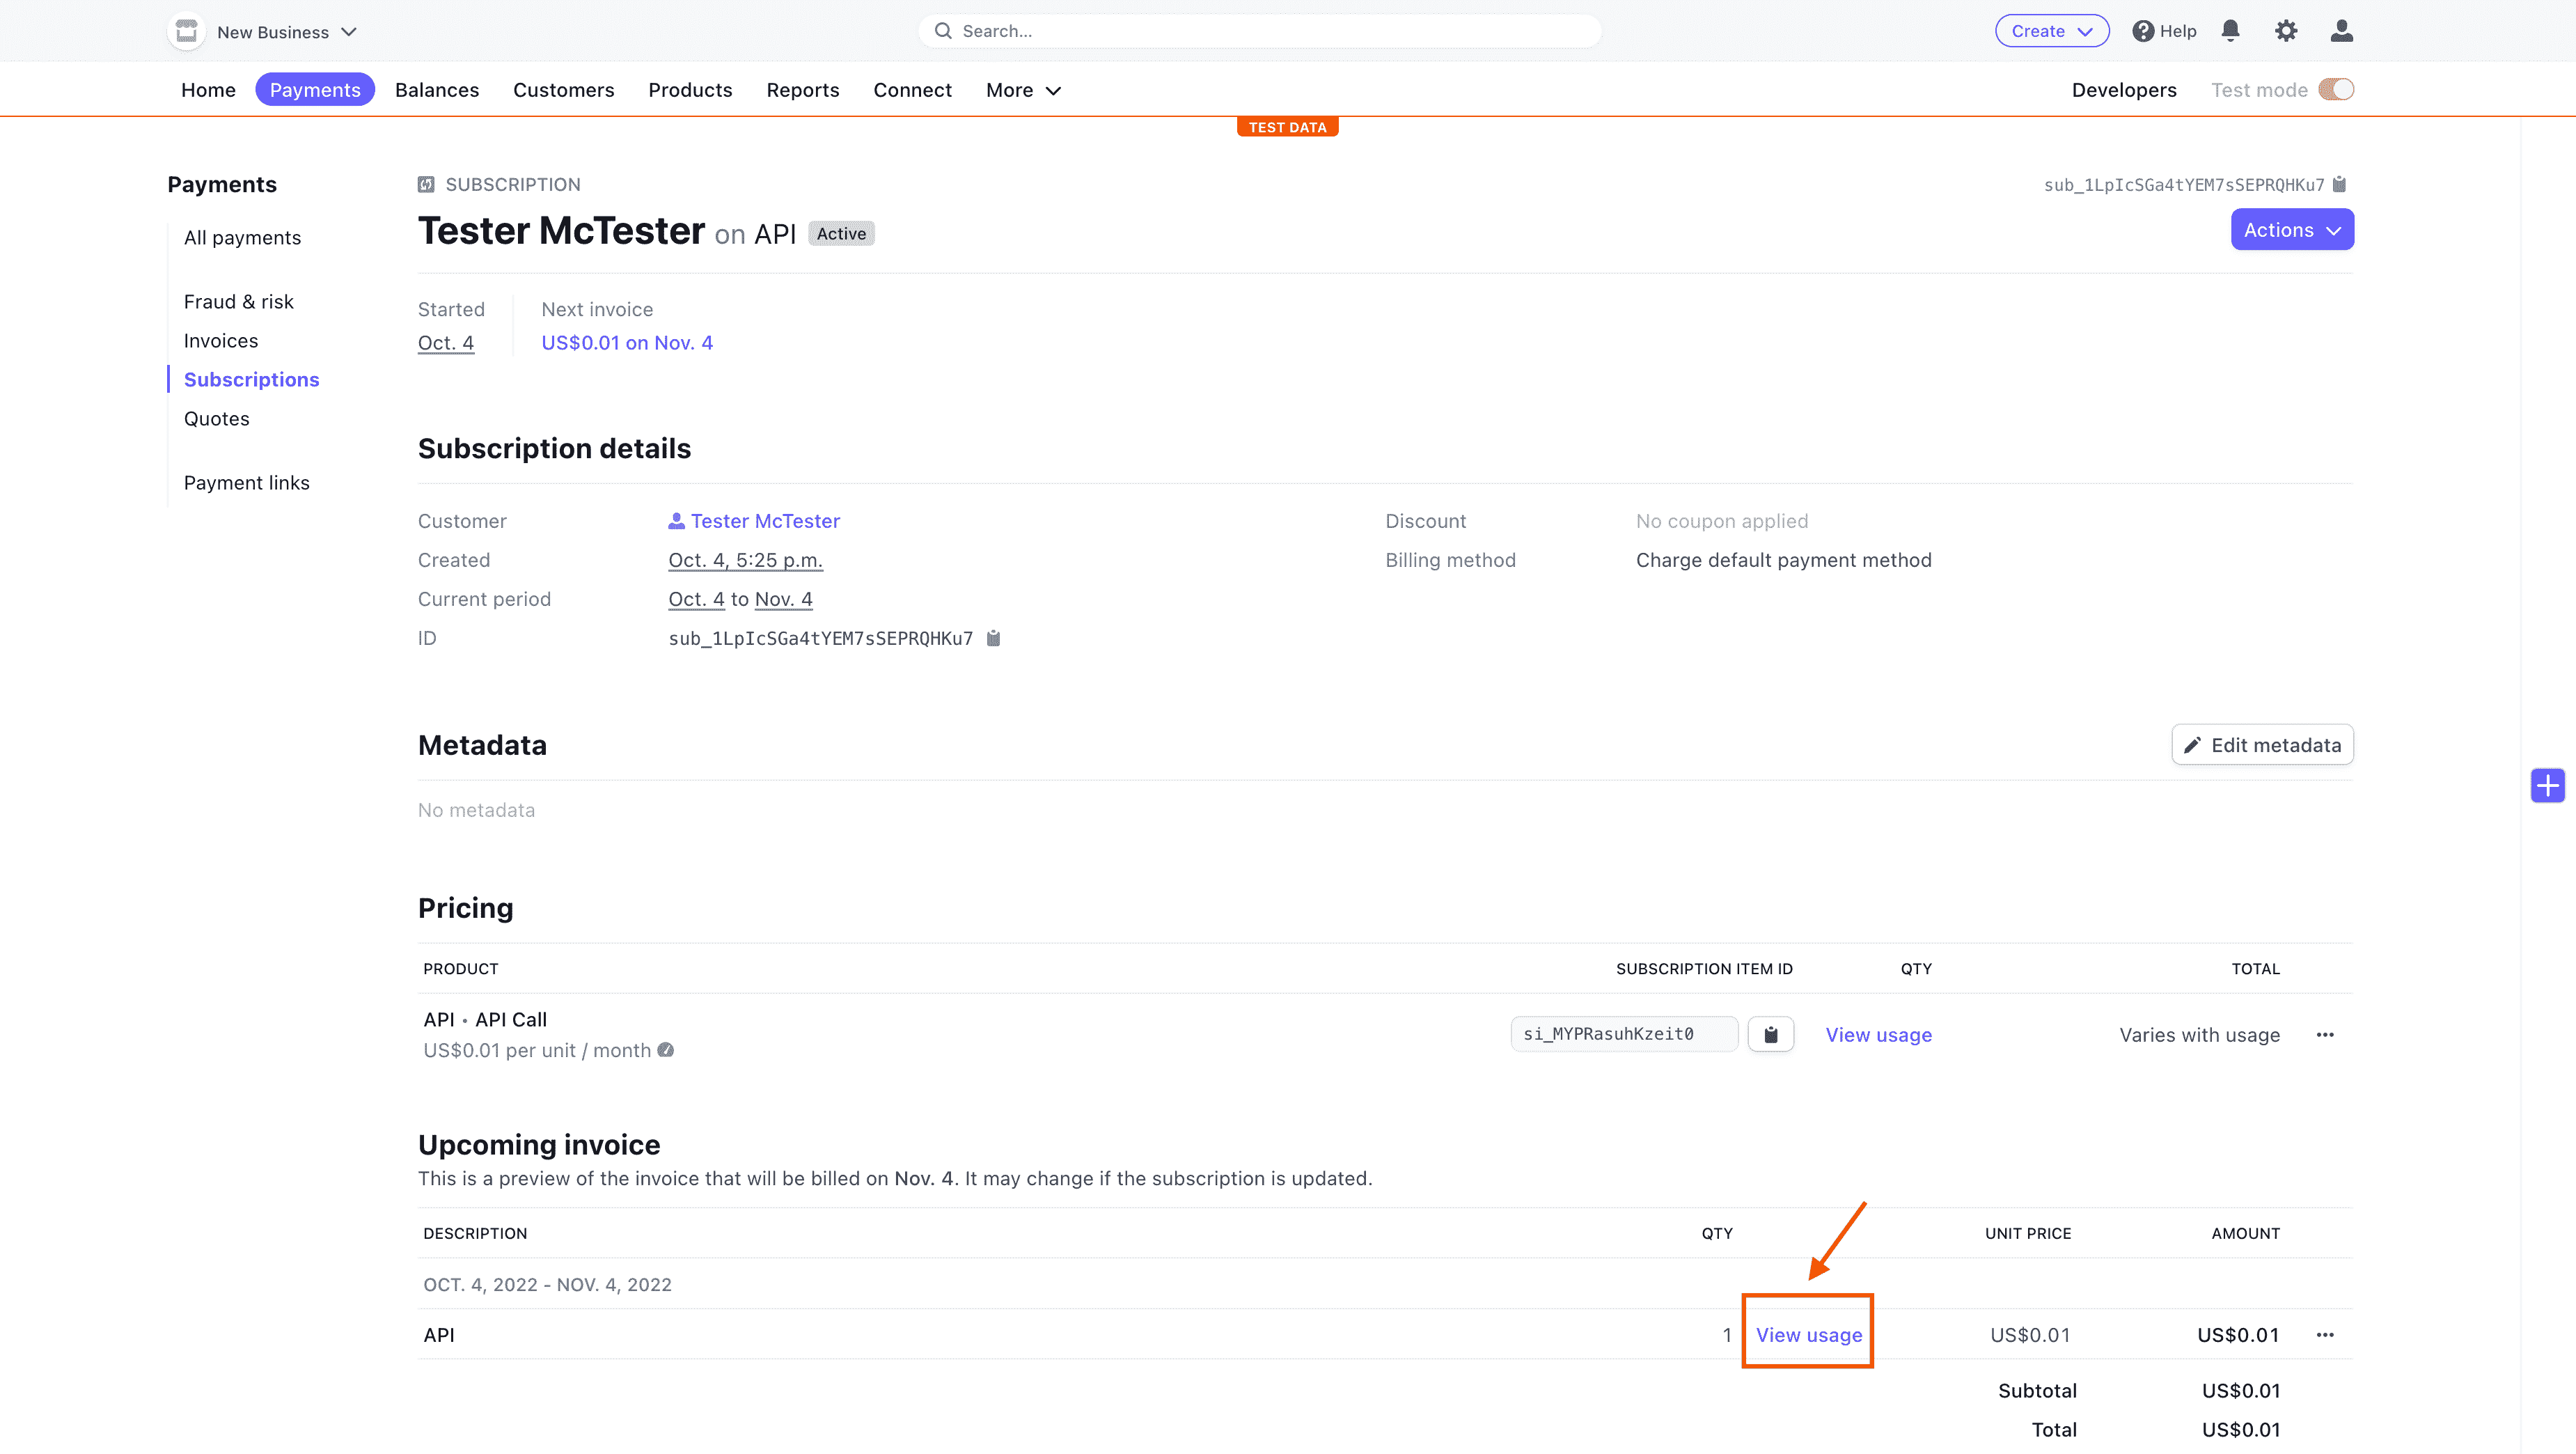 New Business
Search...
Create
Help
Home Payments Balances Customers Products Reports Connect More
Developers Test mode
TEST DATA
Payments
All payments
Fraud & risk
Invoices
Subscriptions
Quotes
Payment links
SUBSCRIPTION
sub_1LpIcSGa4tYEM7sSEPRQHKu7
Tester McTester on API Active
Actions
Started
Oct. 4
Next invoice
US$0.01 on Nov. 4
Subscription details
Customer Tester McTester
Created Oct. 4, 5:25 p.m.
Current period Oct. 4 to Nov. 4
ID sub_1LpIcSGa4tYEM7sSEPRQHKu7
Discount No coupon applied
Billing method Charge default payment method
Metadata
Edit metadata
No metadata
Pricing
PRODUCT SUBSCRIPTION ITEM ID QTY TOTAL
API • API Call
US$0.01 per unit / month
si_MYPRasuhKzeit0 View usage Varies with usage
Upcoming invoice
This is a preview of the invoice that will be billed on Nov. 4. It may change if the subscription is updated.
DESCRIPTION QTY UNIT PRICE AMOUNT
OCT. 4, 2022 - NOV. 4, 2022
API 1 View usage US$0.01 US$0.01
Subtotal US$0.01
Total US$0.01